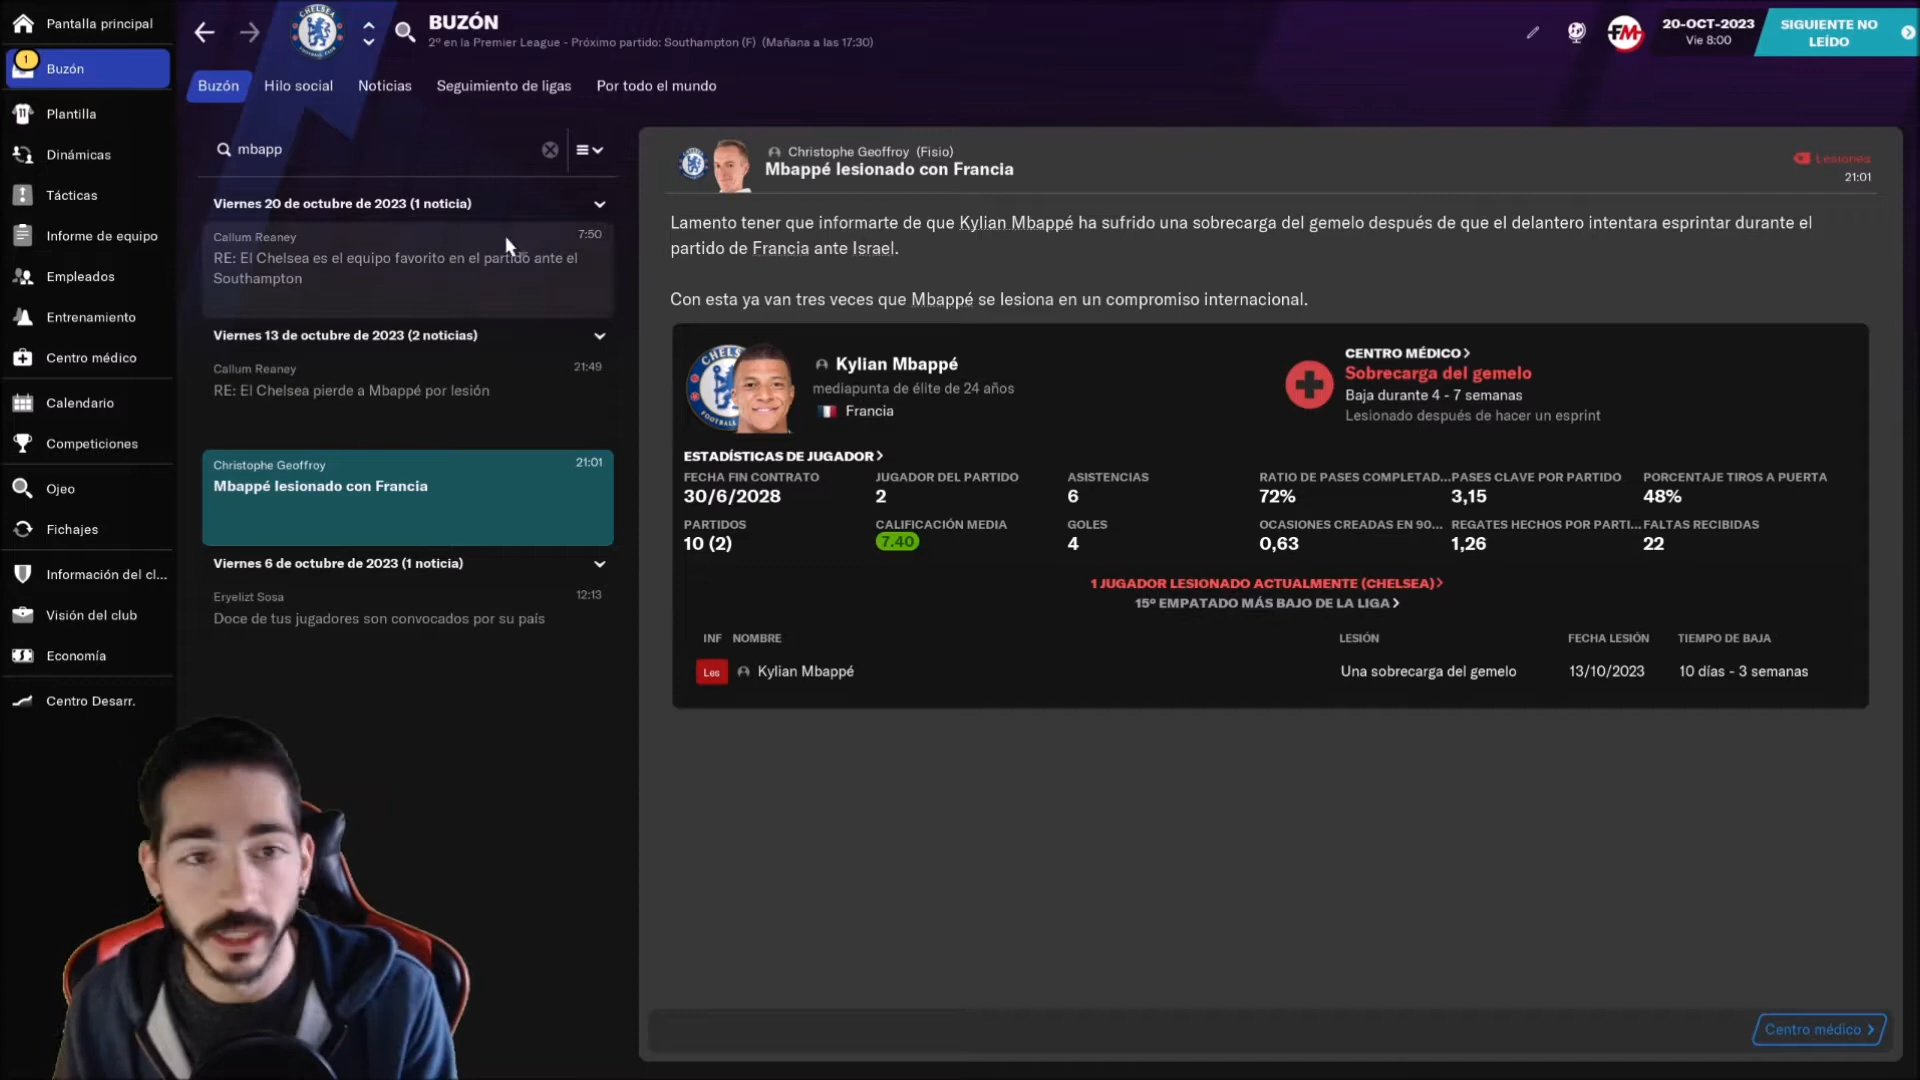 Pantalla principal
1
Buzón
Plantilla
Dinámicas
Tácticas
Informe de equipo
Empleados
Entrenamiento
Centro médico
Calendario
Competiciones
Ojeo
Fichajes
Información del cl...
Visión del club
Economía
Centro Desarr.
BUZÓN
2º en la Premier League - Próximo partido: Southampton (F) (Mañana a las 17:30)
FM
20-OCT-2023
Vie 8:00
SIGUIENTE NO
LEÍDO
Buzón
Hilo social
Noticias
Seguimiento de ligas
Por todo el mundo
mbapp
Viernes 20 de octubre de 2023 (1 noticia)
Callum Reaney
7:50
RE: El Chelsea es el equipo favorito en el partido ante el
Southampton
Viernes 13 de octubre de 2023 (2 noticias)
Callum Reaney
21:49
RE: El Chelsea pierde a Mbappé por lesión
Christophe Geoffroy
21:01
Mbappé lesionado con Francia
Viernes 6 de octubre de 2023 (1 noticia)
Eryelizt Sosa
12:13
Doce de tus jugadores son convocados por su país
Christophe Geoffroy (Fisio)
Mbappé lesionado con Francia
Lesiones
21:01
Lamento tener que informarte de que Kylian Mbappé ha sufrido una sobrecarga del gemelo después de que el delantero intentara esprintar durante el
partido de Francia ante Israel.
Con esta ya van tres veces que Mbappé se lesiona en un compromiso internacional.
Kylian Mbappé
mediapunta de élite de 24 años
Francia
CENTRO MÉDICO
Sobrecarga del gemelo
Baja durante 4 - 7 semanas
Lesionado después de hacer un esprint
ESTADÍSTICAS DE JUGADOR
FECHA FIN CONTRATO
30/6/2028
JUGADOR DEL PARTIDO
2
ASISTENCIAS
6
RATIO DE PASES COMPLETAD...
72%
PASES CLAVE POR PARTIDO
3,15
PORCENTAJE TIROS A PUERTA
48%
PARTIDOS
10 (2)
CALIFICACIÓN MEDIA
7.40
GOLES
4
OCASIONES CREADAS EN 90...
0,63
REGATES HECHOS POR PARTI...
1,26
FALTAS RECIBIDAS
22
1 JUGADOR LESIONADO ACTUALMENTE (CHELSEA)
15º EMPATADO MÁS BAJO DE LA LIGA
INF NOMBRE LESIÓN FECHA LESIÓN TIEMPO DE BAJA
Les Kylian Mbappé Una sobrecarga del gemelo 13/10/2023 10 días - 3 semanas
Centro médico